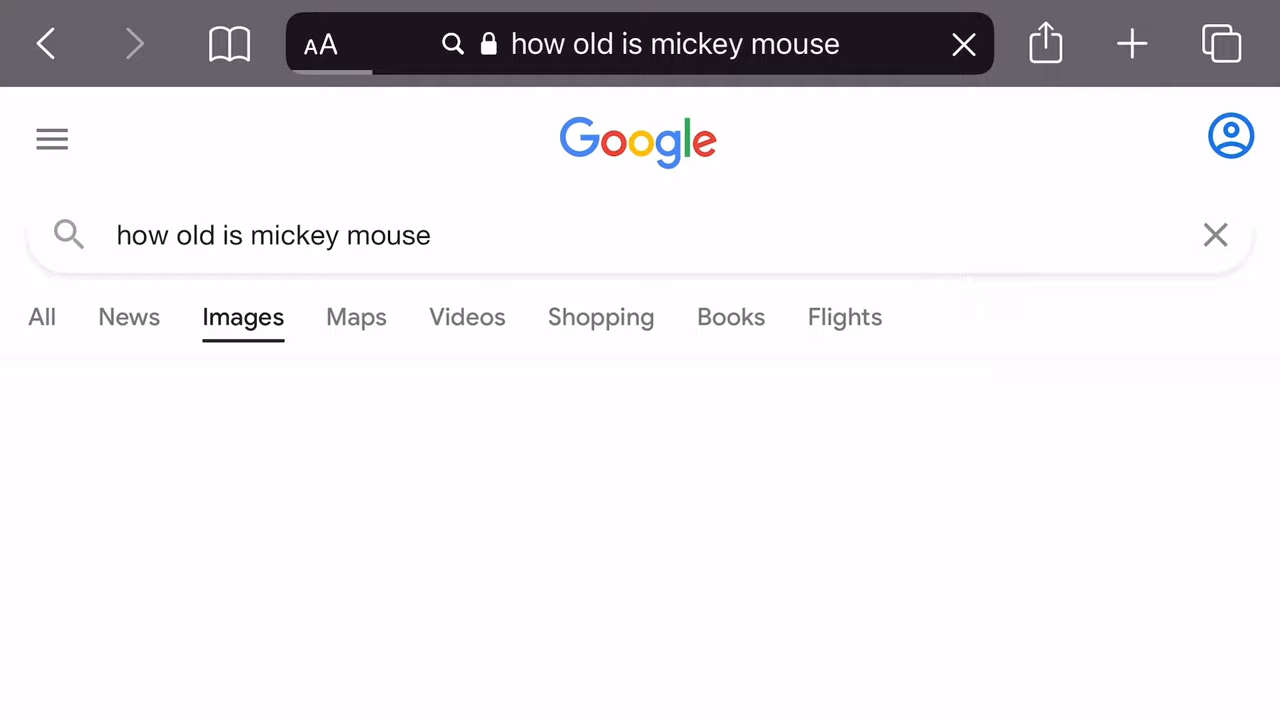 AA how old is mickey mouse
Google
how old is mickey mouse
All News Images Maps Videos Shopping Books Flights